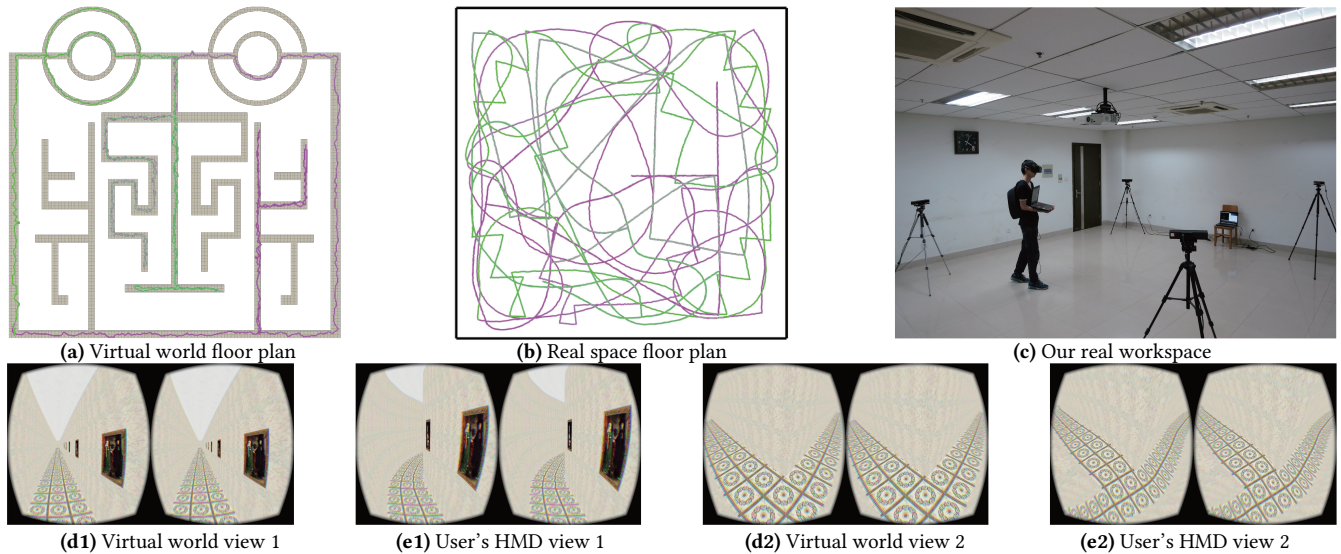 (a) Virtual world floor plan
(b) Real space floor plan
(c) Our real workspace
(d1) Virtual world view 1
(e1) User's HMD view 1
(d2) Virtual world view 2
(e2) User's HMD view 2